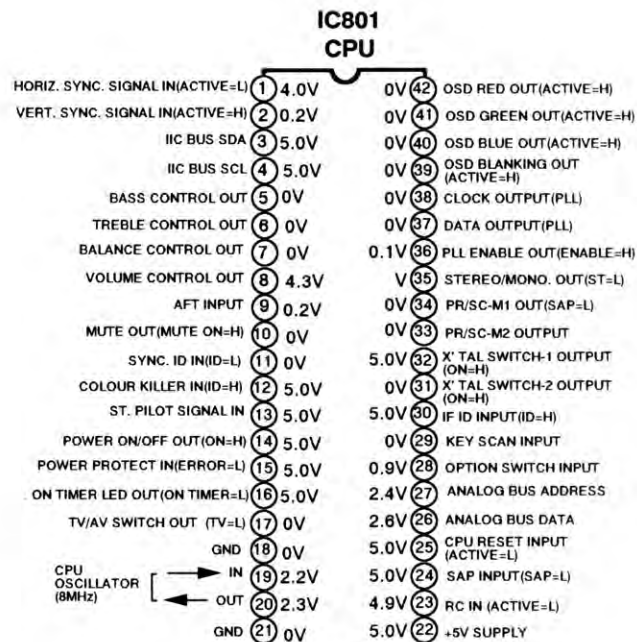 IC801
CPU
HORIZ. SYNC. SIGNAL IN(ACTIVE=L) 1 4.0V
VERT. SYNC. SIGNAL IN(ACTIVE=H) 2 0.2V
IIC BUS SDA 3 5.0V
IIC BUS SCL 4 5.0V
BASS CONTROL OUT 5 0V
TREBLE CONTROL OUT 6 0V
BALANCE CONTROL OUT 7 0V
VOLUME CONTROL OUT 8 4.3V
AFT INPUT 9 0.2V
MUTE OUT(MUTE ON=H) 10 0V
SYNC. ID IN(ID=L) 11 0V
COLOUR KILLER IN(ID=H) 12 5.0V
ST. PILOT SIGNAL IN 13 5.0V
POWER ON/OFF OUT(ON=H) 14 5.0V
POWER PROTECT IN(ERROR=L) 15 5.0V
ON TIMER LED OUT(ON TIMER=L) 16 5.0V
TV/AV SWITCH OUT (TV=L) 17 0V
GND 18 0V
CPU
OSCILLATOR
(8MHz)
IN 19 2.2V
OUT 20 2.3V
GND 21 0V
0V 42 OSD RED OUT(ACTIVE=H)
0V 41 OSD GREEN OUT(ACTIVE=H)
0V 40 OSD BLUE OUT(ACTIVE=H)
0V 39 OSD BLANKING OUT
(ACTIVE=H)
0V 38 CLOCK OUTPUT(PLL)
0V 37 DATA OUTPUT(PLL)
0.1V 36 PLL ENABLE OUT(ENABLE=H)
V 35 STEREO/MONO. OUT(ST=L)
0V 34 PR/SC-M1 OUT(SAP=L)
0V 33 PR/SC-M2 OUTPUT
5.0V 32 X' TAL SWITCH-1 OUTPUT
(ON=H)
0V 31 X' TAL SWITCH-2 OUTPUT
(ON=H)
5.0V 30 IF ID INPUT(ID=H)
0V 29 KEY SCAN INPUT
0.9V 28 OPTION SWITCH INPUT
2.4V 27 ANALOG BUS ADDRESS
2.6V 26 ANALOG BUS DATA
5.0V 25 CPU RESET INPUT
(ACTIVE=L)
5.0V 24 SAP INPUT(SAP=L)
4.9V 23 RC IN (ACTIVE=L)
5.0V 22 +5V SUPPLY